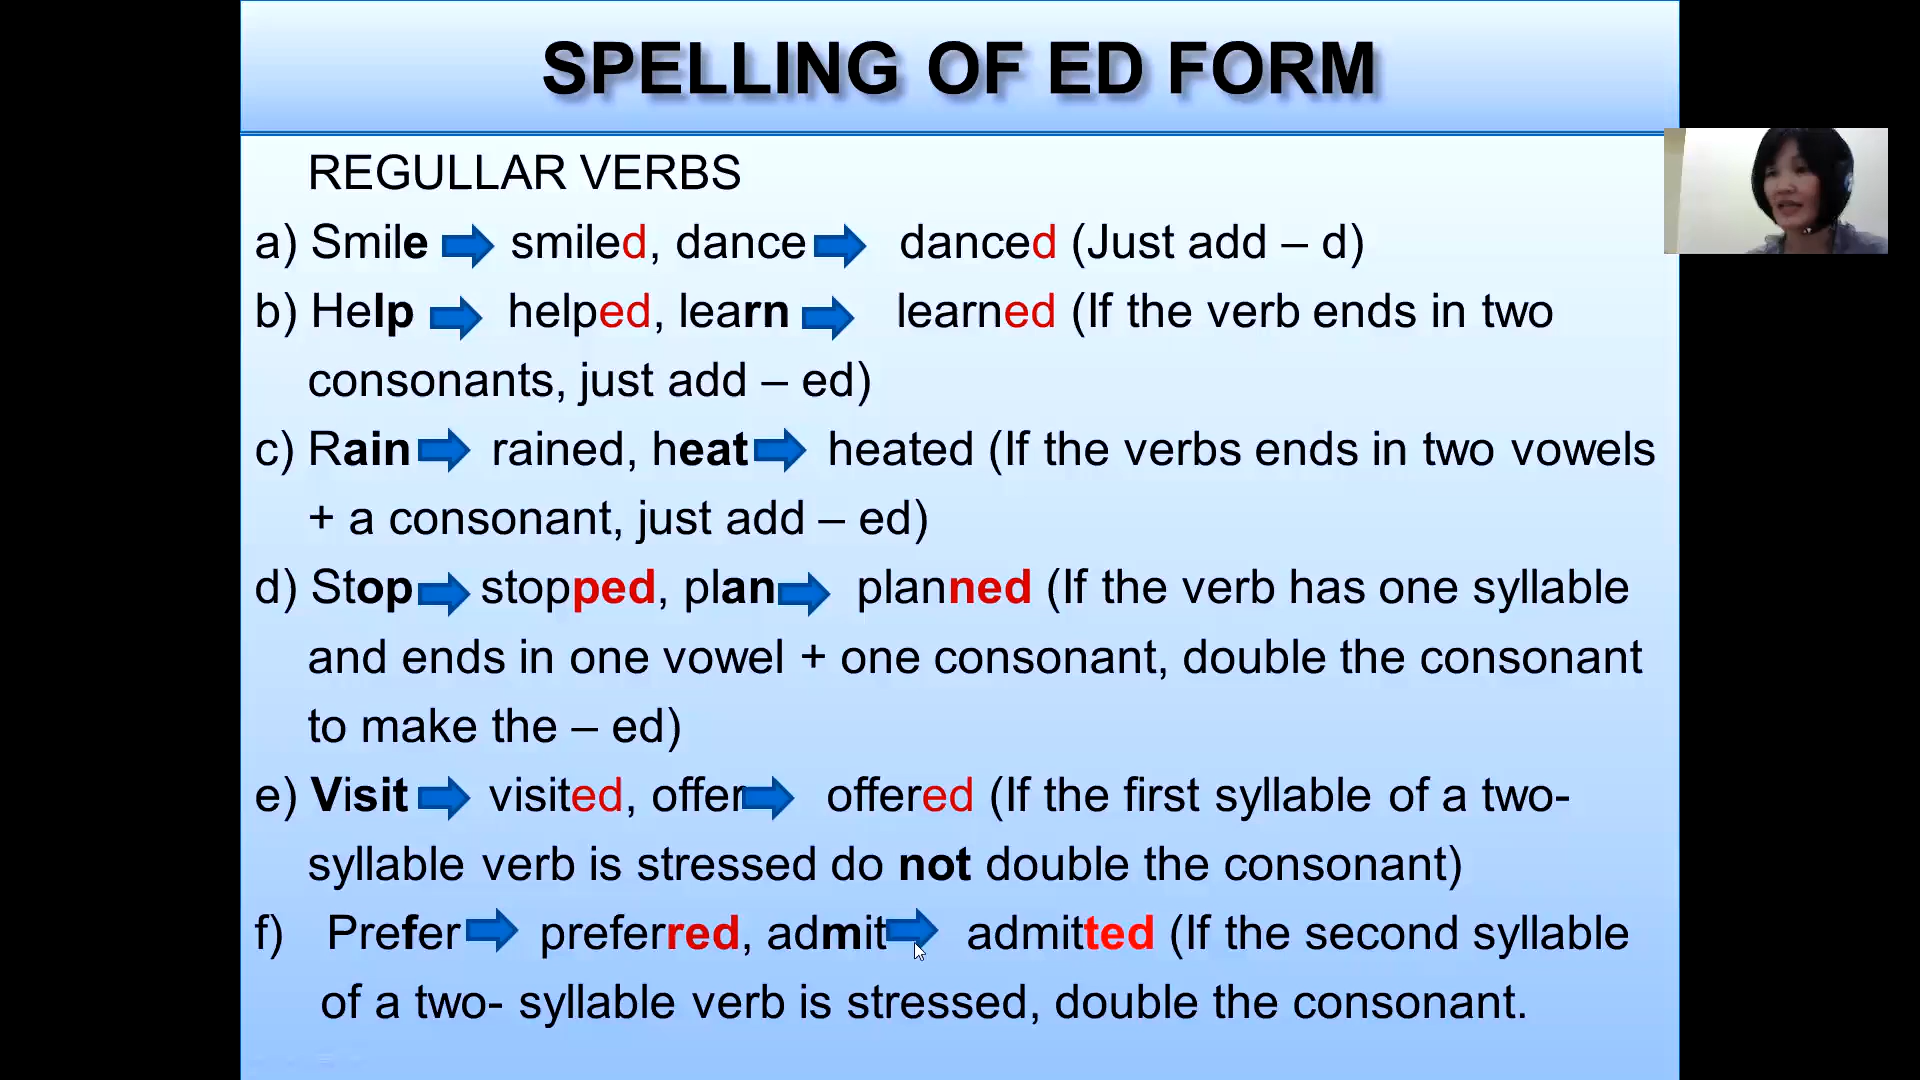 SPELLING OF ED FORM
REGULLAR VERBS
a) Smile smiled, dance danced (Just add – d)
b) Help helped, learn learned (If the verb ends in two
consonants, just add – ed)
c) Rain rained, heat heated (If the verbs ends in two vowels
+ a consonant, just add – ed)
d) Stop stopped, plan planned (If the verb has one syllable
and ends in one vowel + one consonant, double the consonant
to make the – ed)
e) Visit visited, offer offered (If the first syllable of a two-
syllable verb is stressed do not double the consonant)
f) Prefer preferred, admit admitted (If the second syllable
of a two- syllable verb is stressed, double the consonant.